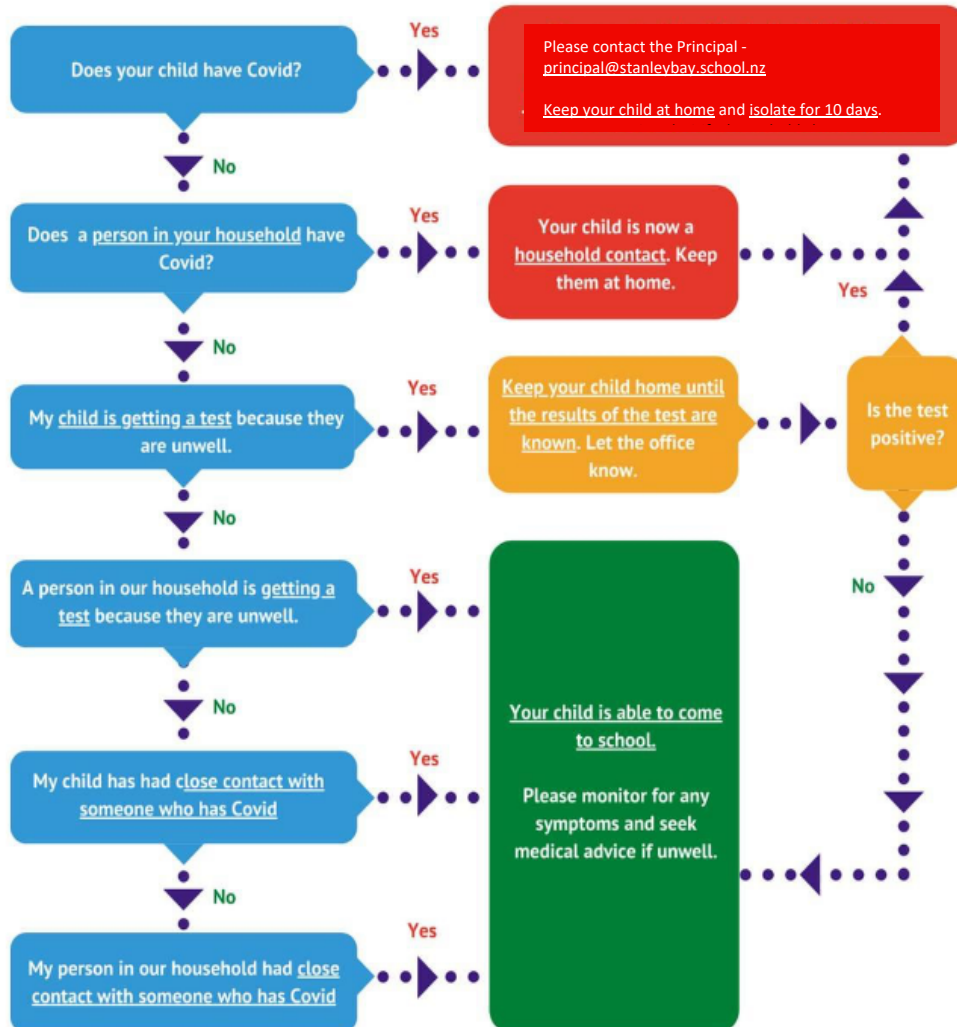 Yes
Does your child have Covid?
Please contact the Principal -
principal@stanleybay.school.nz
Keep your child at home and isolate for 10 days.
No
Does a person in your household have
Covid?
Yes
Your child is now a
household contact. Keep
them at home.
Yes
No
My child is getting a test because they
are unwell.
Yes
Keep your child home until
the results of the test are
known. Let the office
know.
Is the test
positive?
No
A person in our household is getting a
test because they are unwell.
Yes
No
No
My child has had close contact with
someone who has Covid
Yes
Your child is able to come
to school.
Please monitor for any
symptoms and seek
medical advice if unwell.
No
My person in our household had close
contact with someone who has Covid
Yes